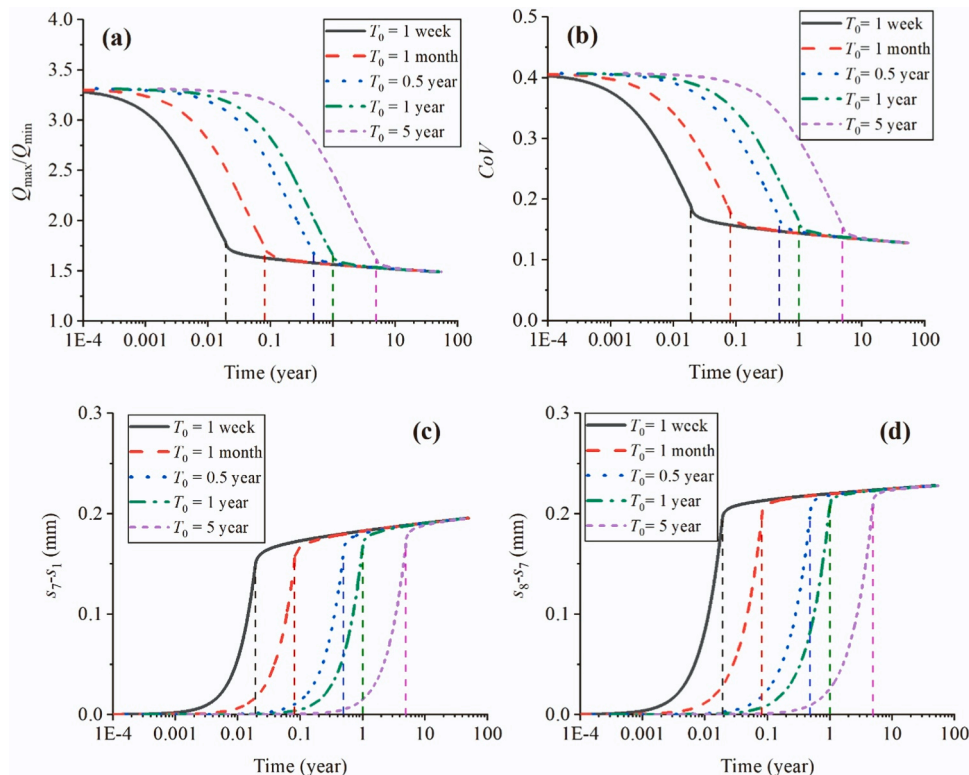 (a)
T₀ = 1 week
T₀ = 1 month
T₀ = 0.5 year
T₀ = 1 year
T₀ = 5 year
4.0
3.5
3.0
2.5
2.0
1.5
1.0
Qmax/Qmin
1E-4 0.001 0.01 0.1 1 10 100
Time (year)
(b)
T₀= 1 week
T₀= 1 month
T₀= 0.5 year
T₀= 1 year
T₀= 5 year
0.5
0.4
0.3
0.2
0.1
0.0
CoV
1E-4 0.001 0.01 0.1 1 10 100
Time (year)
(c)
T₀ = 1 week
T₀ = 1 month
T₀ = 0.5 year
T₀ = 1 year
T₀ = 5 year
0.3
0.2
0.1
0.0
s₇-s₁ (mm)
1E-4 0.001 0.01 0.1 1 10 100
Time (year)
(d)
T₀ = 1 week
T₀ = 1 month
T₀ = 0.5 year
T₀ = 1 year
T₀ = 5 year
0.3
0.2
0.1
0.0
s₈-s₇ (mm)
1E-4 0.001 0.01 0.1 1 10 100
Time (year)